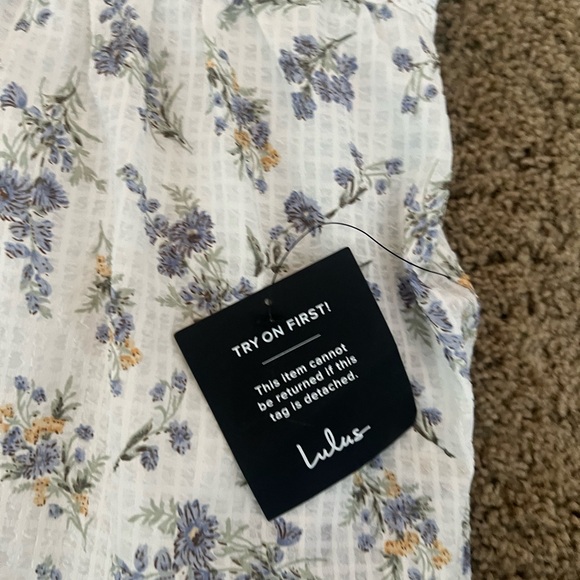 TRY ON FIRST!
This item cannot
be returned if this
tag is detached.
Lulus